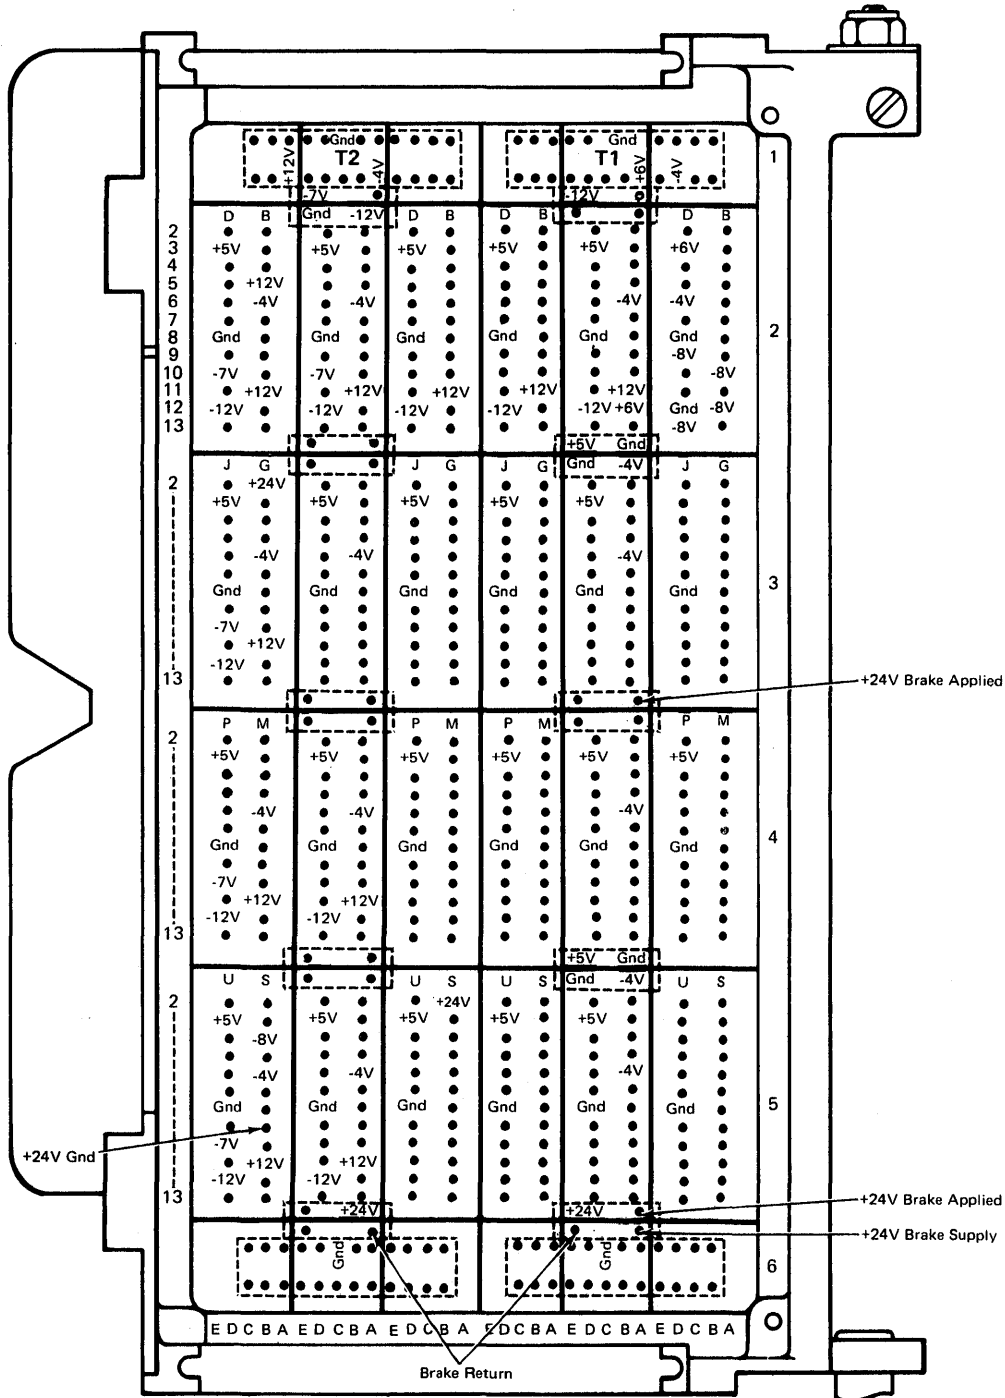 Gnd Gnd
+12V T2 -4V T1 +6V -4V 1
-7V -12V
Gnd -12V
D B D B D B D B
2
3 +5V +5V +5V +5V +5V +6V
4
5 +12V
6 -4V -4V -4V -4V
7 2
8 Gnd Gnd Gnd Gnd Gnd Gnd
9 -8V
10 -7V -7V -8V
11 +12V +12V +12V +12V +12V
12 -12V -12V -12V -12V -12V +6V Gnd -8V
13 -8V
+5V Gnd
Gnd -4V
J G J G J G J G
2 +24V
+5V +5V +5V +5V +5V
-4V -4V -4V
3
Gnd Gnd Gnd Gnd Gnd Gnd
-7V
+12V
-12V
13
+24V Brake Applied
P M P M P M P M
2
+5V +5V +5V +5V +5V +5V
-4V -4V -4V
4
Gnd Gnd Gnd Gnd Gnd Gnd
-7V
+12V +12V
-12V -12V
13
+5V Gnd
Gnd -4V
U S U S U S U S
2 +24V
+5V +5V +5V +5V +5V
-8V
-4V -4V -4V
5
Gnd Gnd Gnd Gnd Gnd Gnd
+24V Gnd
-7V
+12V +12V
-12V -12V
13
+24V Brake Applied
+24V +24V
+24V Brake Supply
Gnd Gnd 6
E D C B A E D C B A E D C B A E D C B A E D C B A E D C B A
Brake Return